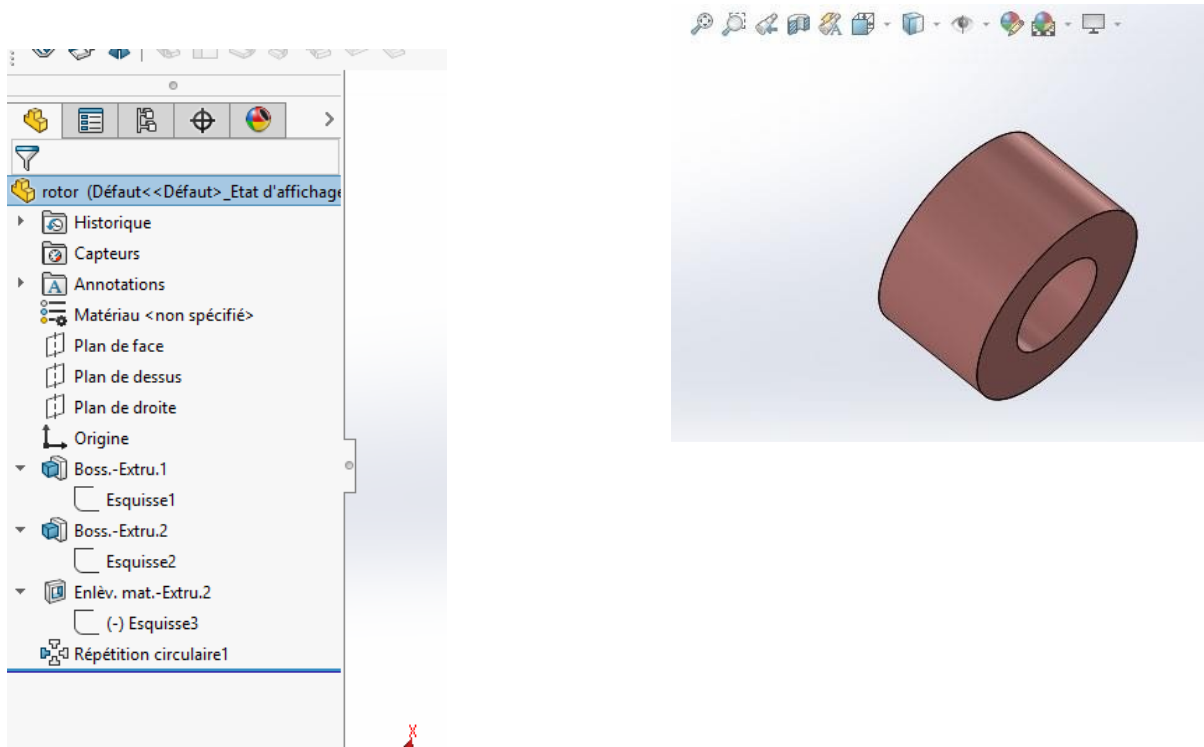 rotor (Défaut<<Défaut>_Etat d'affichage
Historique
Capteurs
Annotations
Matériau <non spécifié>
Plan de face
Plan de dessus
Plan de droite
Origine
Boss.-Extru.1
Esquisse1
Boss.-Extru.2
Esquisse2
Enlèv. mat.-Extru.2
(-) Esquisse3
Répétition circulaire1
X